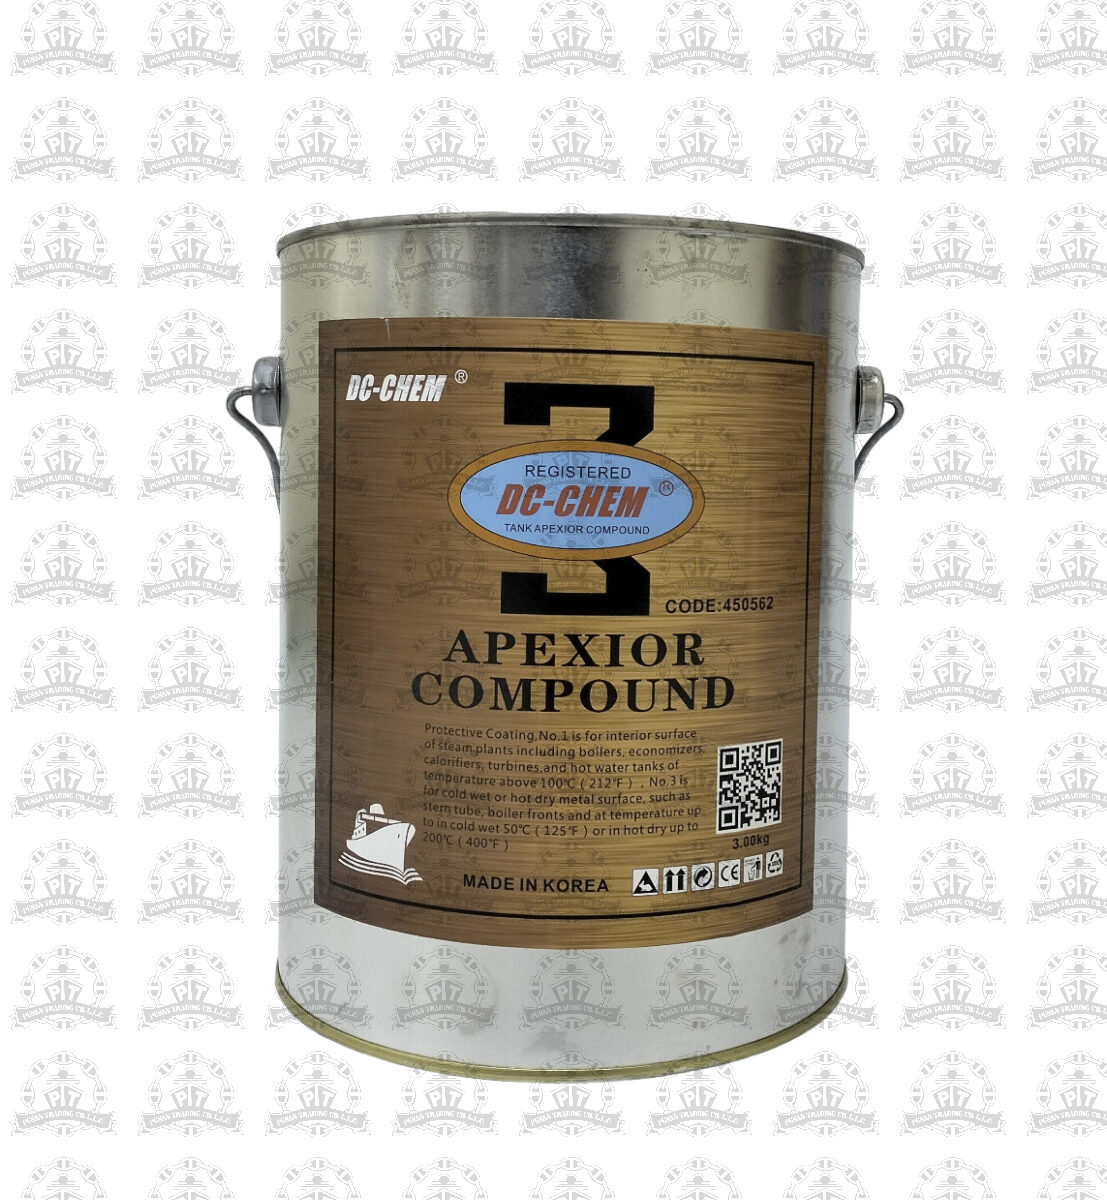 DC-CHEM ®
3
REGISTERED
DC-CHEM ®
TANK APEXIOR COMPOUND
CODE:450562
APEXIOR
COMPOUND
Protective Coating,No.1 is for interior surface
of steam plants including boilers, economizers,
calorifiers, turbines,and hot water tanks of
temperature above 100℃ ( 212℉ ) , No.3 is
for cold wet or hot dry metal surface, such as
stern tube, boiler fronts and at temperature up
to in cold wet 50℃ ( 125℉ ) or in hot dry up to
200℃ ( 400℉ )
3.00kg
MADE IN KOREA
CE